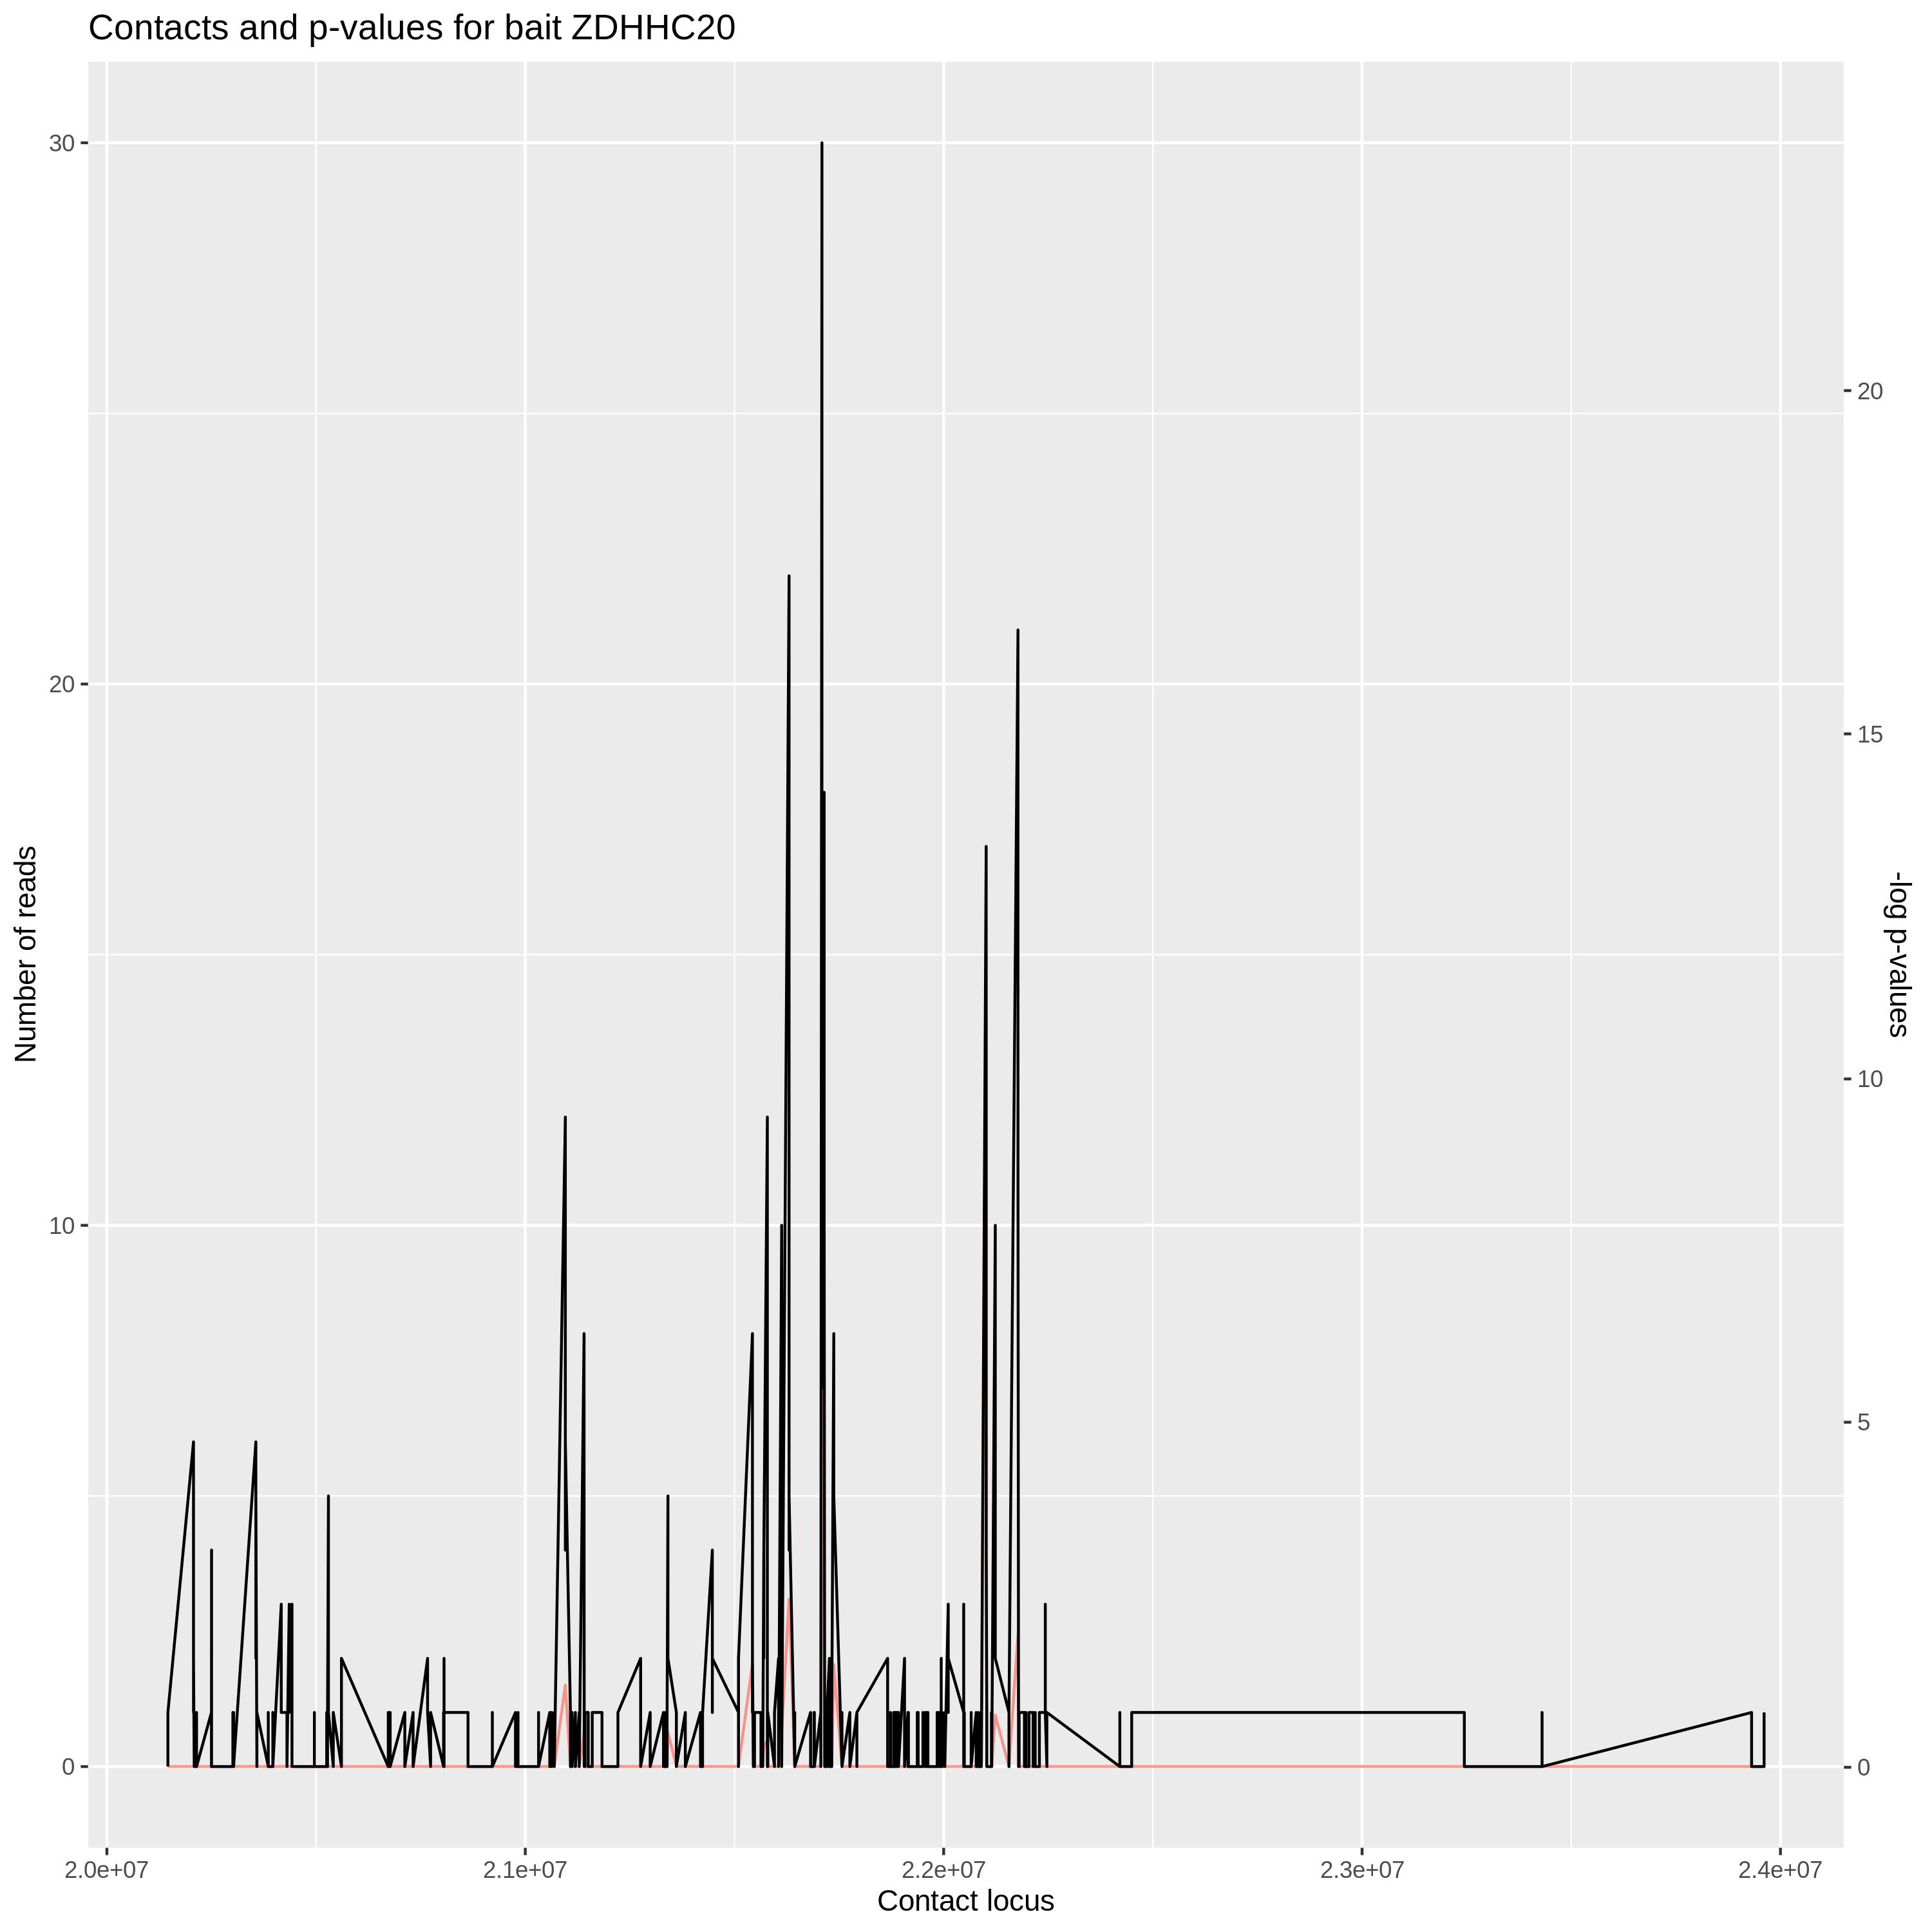 Contacts and p-values for bait ZDHHC20
30
20
10
0
Number of reads
20
15
10
5
0
-log p-values
2.0e+07
2.1e+07
2.2e+07
2.3e+07
2.4e+07
Contact locus